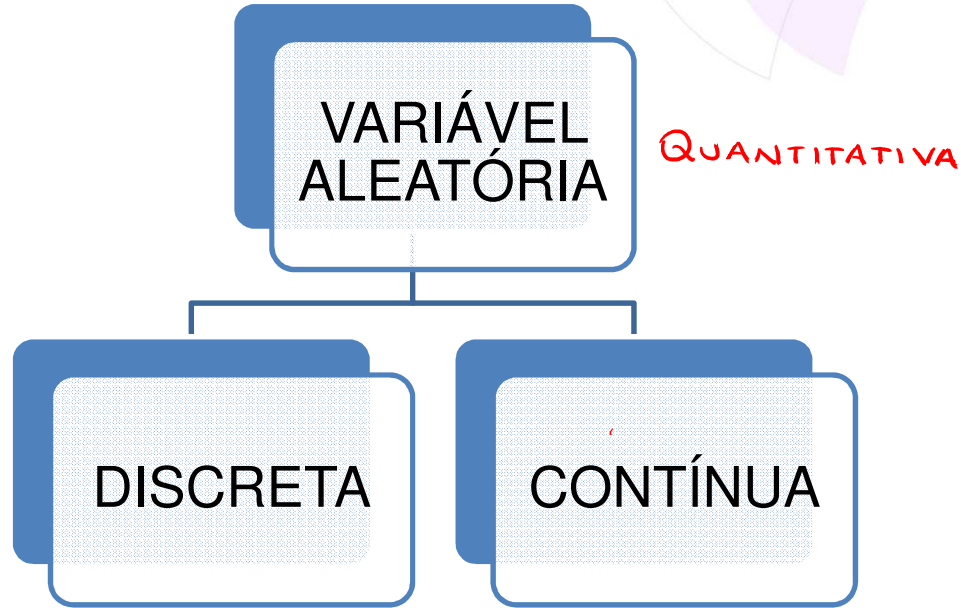 VARIÁVEL
ALEATÓRIA
QUANTITATIVA
DISCRETA
CONTÍNUA